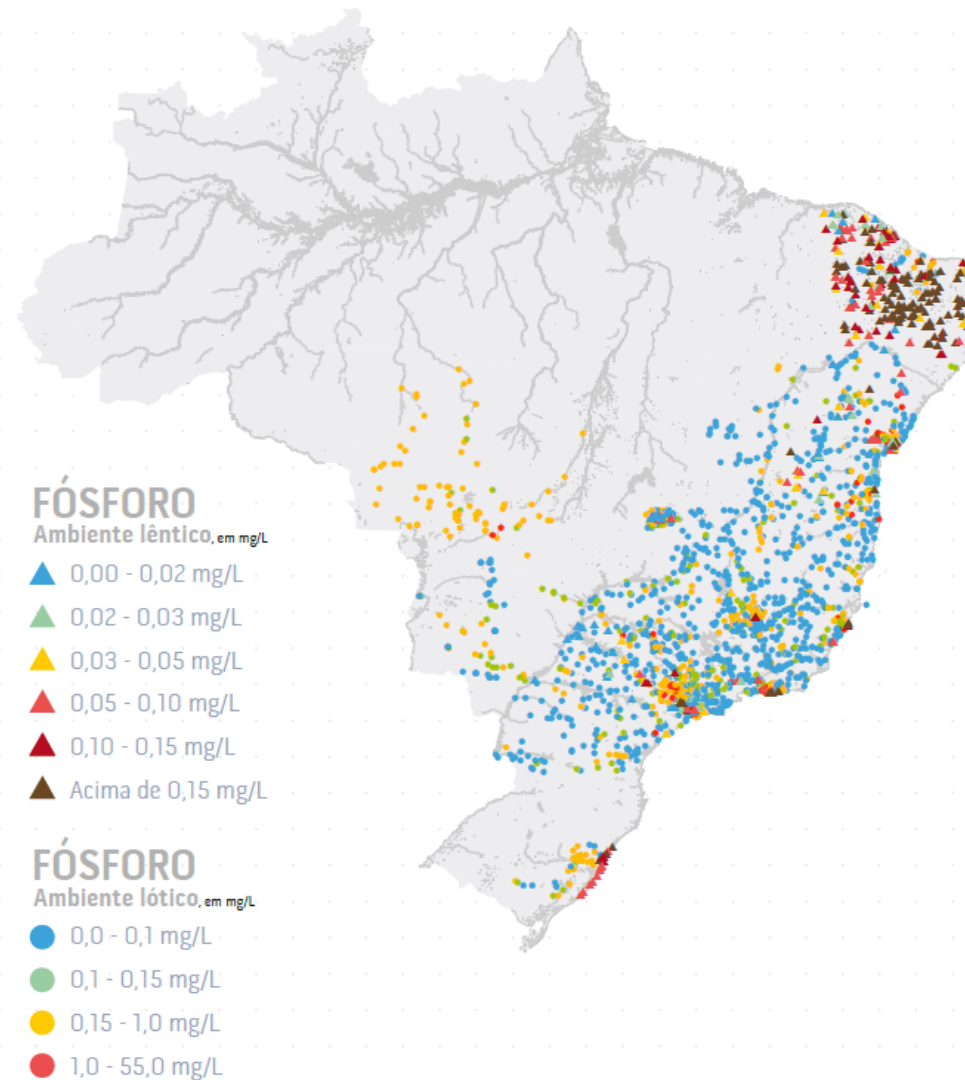 FÓSFORO
Ambiente lêntico, em mg/L
0,00 - 0,02 mg/L
0,02 - 0,03 mg/L
0,03 - 0,05 mg/L
0,05 - 0,10 mg/L
0,10 - 0,15 mg/L
Acima de 0,15 mg/L
FÓSFORO
Ambiente lótico, em mg/L
0,0 - 0,1 mg/L
0,1 - 0,15 mg/L
0,15 - 1,0 mg/L
1,0 - 55,0 mg/L